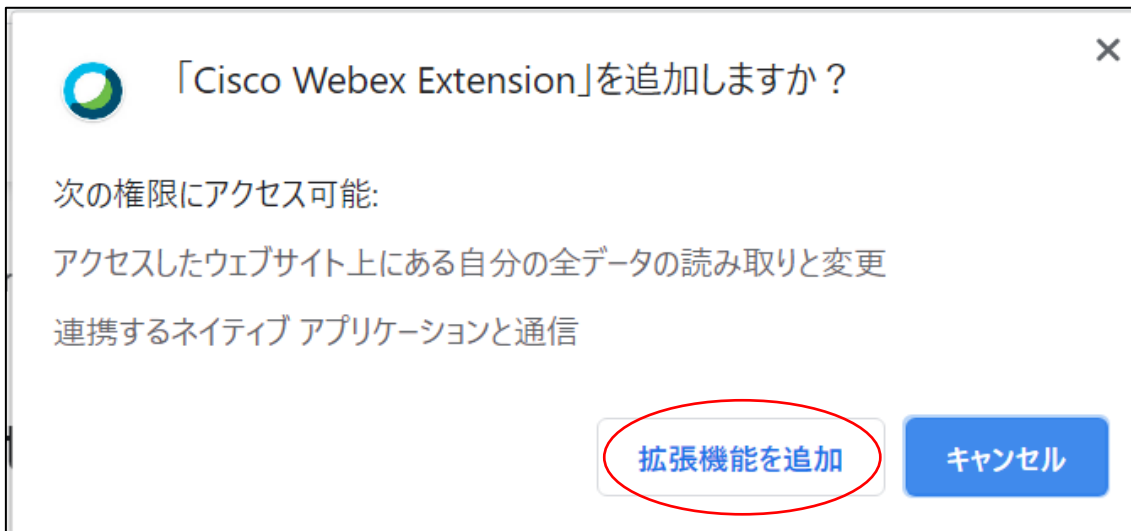 「Cisco Webex Extension」を追加しますか？
次の権限にアクセス可能:
アクセスしたウェブサイト上にある自分の全データの読み取りと変更
連携するネイティブ アプリケーションと通信
拡張機能を追加
キャンセル